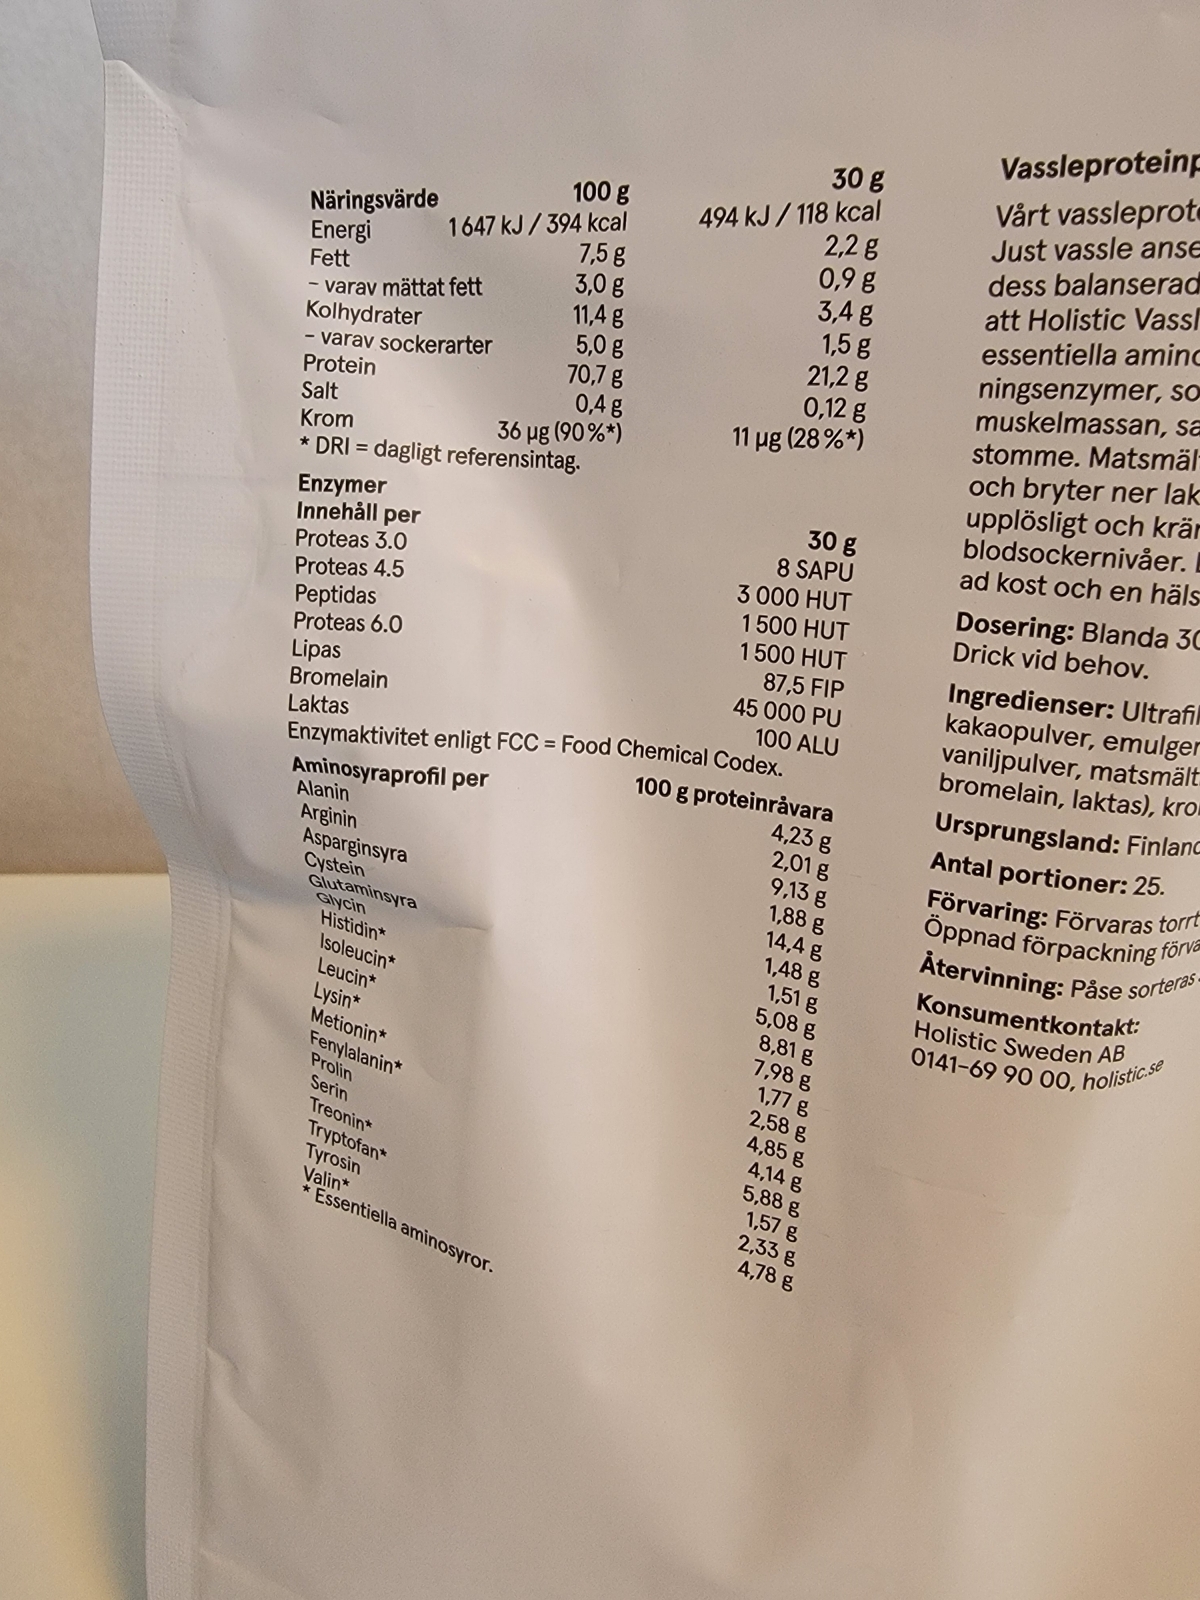 Näringsvärde 100 g 30 g
Energi 1 647 kJ / 394 kcal 494 kJ / 118 kcal
Fett 7,5 g 2,2 g
– varav mättat fett 3,0 g 0,9 g
Kolhydrater 11,4 g 3,4 g
– varav sockerarter 5,0 g 1,5 g
Protein 70,7 g 21,2 g
Salt 0,4 g 0,12 g
Krom 36 µg (90 %*) 11 µg (28 %*)
* DRI = dagligt referensintag.
Enzymer
Innehåll per 30 g
Proteas 3.0 8 SAPU
Proteas 4.5 3 000 HUT
Peptidas 1 500 HUT
Proteas 6.0 1 500 HUT
Lipas 87,5 FIP
Bromelain 45 000 PU
Laktas 100 ALU
Enzymaktivitet enligt FCC = Food Chemical Codex.
Aminosyraprofil per 100 g proteinråvara
Alanin 4,23 g
Arginin 2,01 g
Asparginsyra 9,13 g
Cystein 1,88 g
Glutaminsyra 14,4 g
Glycin 1,48 g
Histidin* 1,51 g
Isoleucin* 5,08 g
Leucin* 8,81 g
Lysin* 7,98 g
Metionin* 1,77 g
Fenylalanin* 2,58 g
Prolin 4,85 g
Serin 4,14 g
Treonin* 5,88 g
Tryptofan* 1,57 g
Tyrosin 2,33 g
Valin* 4,78 g
* Essentiella aminosyror.
Vassleproteinp
Vårt vassleprote
Just vassle anse
dess balanserad
att Holistic Vassl
essentiella amino
ningsenzymer, so
muskelmassan, sa
stomme. Matsmäl
och bryter ner lak
upplösligt och krä
blodsockernivåer.
ad kost och en häls
Dosering: Blanda 30
Drick vid behov.
Ingredienser: Ultrafil
kakaopulver, emulger
vaniljpulver, matsmält
bromelain, laktas), kro
Ursprungsland: Finland
Antal portioner: 25.
Förvaring: Förvaras torrt
Öppnad förpackning förva
Återvinning: Påse sorteras
Konsumentkontakt:
Holistic Sweden AB
0141-69 90 00, holistic.se